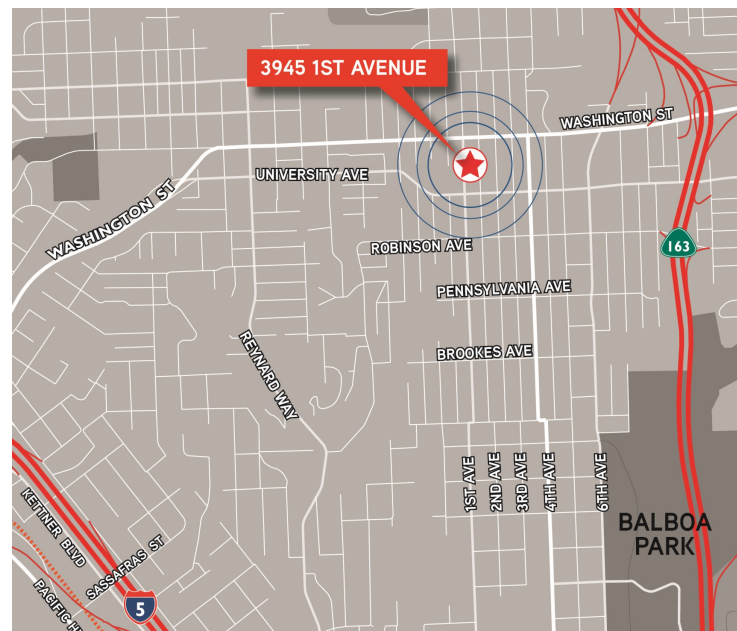 3945 1ST AVENUE
WASHINGTON ST
UNIVERSITY AVE
WASHINGTON ST
ROBINSON AVE
163
PENNSYLVANIA AVE
BROOKES AVE
REYNARD WAY
1ST AVE
2ND AVE
3RD AVE
4TH AVE
6TH AVE
BALBOA
PARK
KETTNER BLVD
SASSAFRAS ST
5
PACIFIC H